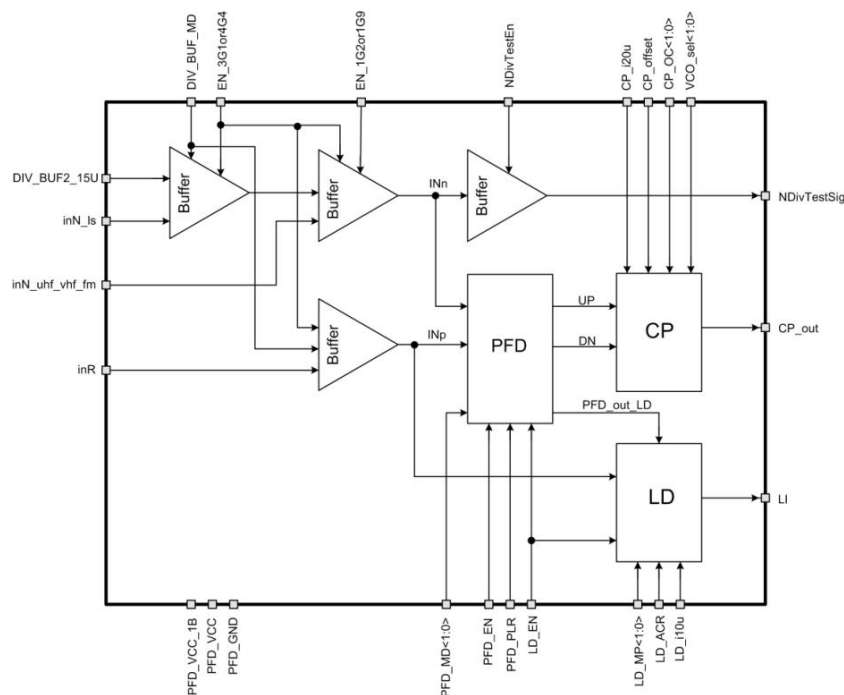 DIV_BUF_MD
EN_3G1or4G4
EN_1G2or1G9
NDivTestEn
CP_i20u
CP_offset
CP_OC<1:0>
VCO_sel<1:0>
DIV_BUF2_15U
inN_ls
inN_uhf_vhf_fm
inR
Buffer
Buffer
INn
Buffer
NDivTestSig
Buffer
INp
PFD
UP
DN
CP
CP_out
PFD_out_LD
LD
LI
PFD_VCC_1B
PFD_VCC
PFD_GND
PFD_MD<1:0>
PFD_EN
PFD_PLR
LD_EN
LD_MP<1:0>
LD_ACR
LD_i10u